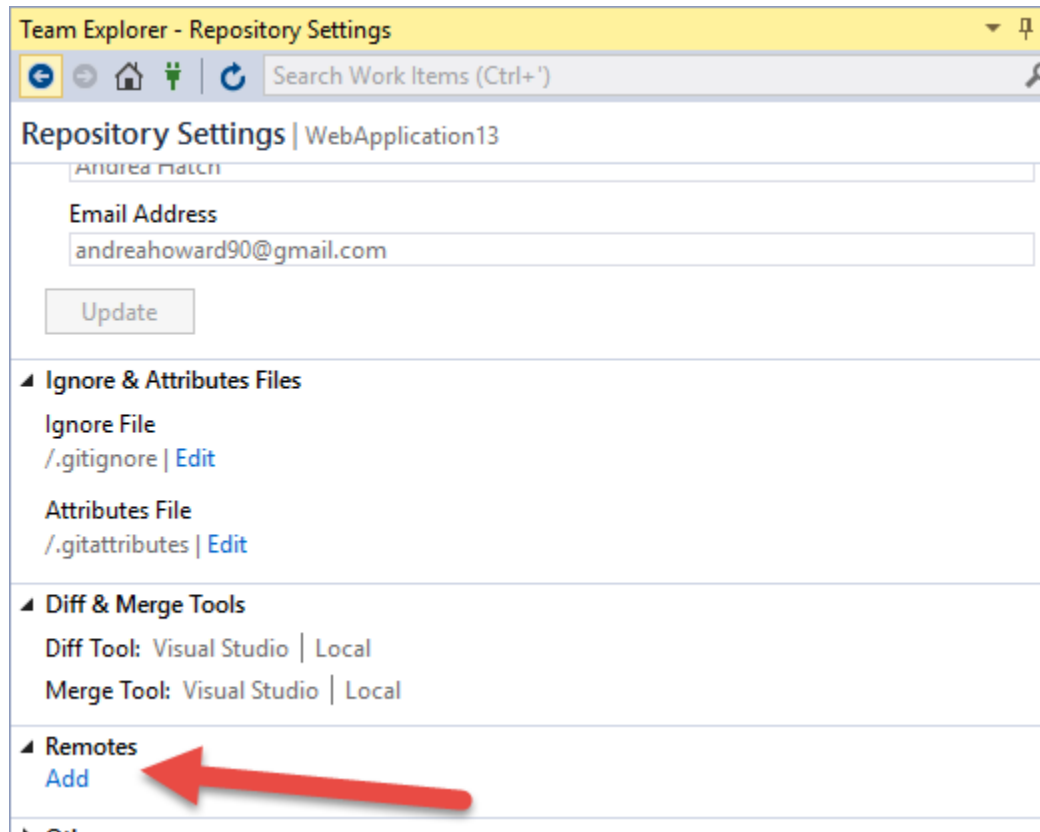 Team Explorer - Repository Settings
Search Work Items (Ctrl+')
Repository Settings | WebApplication13
Andrea Hatch
Email Address
andreahoward90@gmail.com
Update
Ignore & Attributes Files
Ignore File
/.gitignore | Edit
Attributes File
/.gitattributes | Edit
Diff & Merge Tools
Diff Tool: Visual Studio | Local
Merge Tool: Visual Studio | Local
Remotes
Add